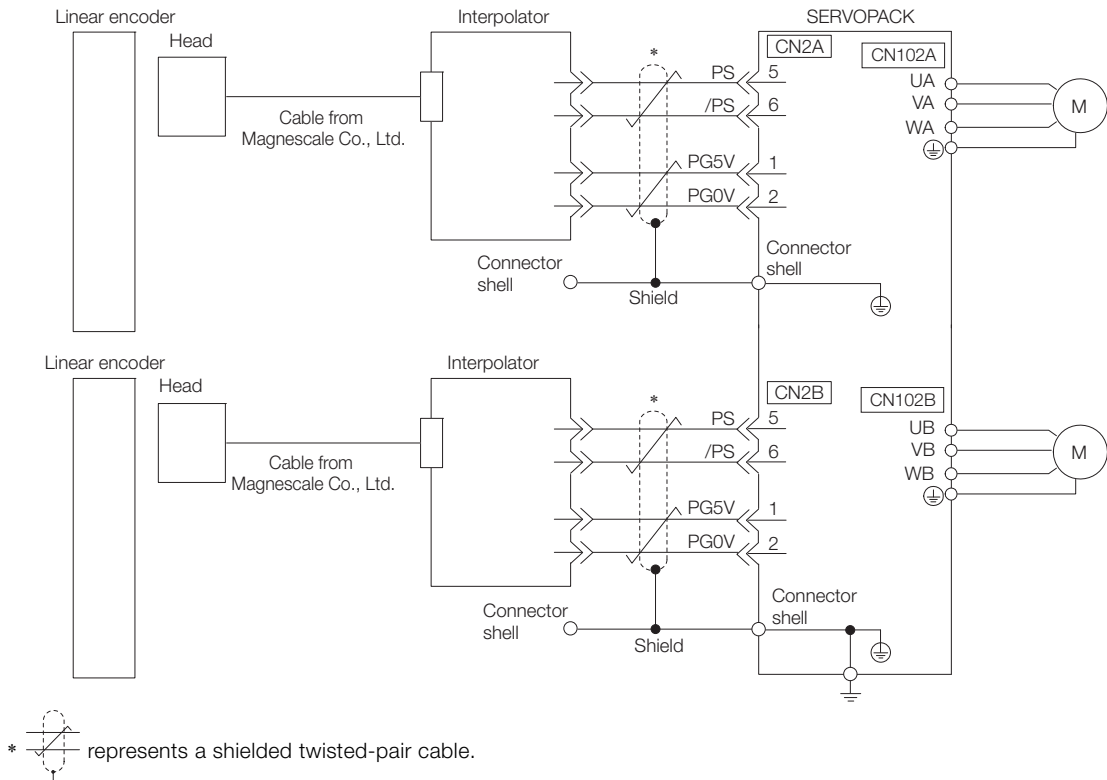 Linear encoder
Interpolator
SERVOPACK
Head
*
CN2A
CN102A
PS
5
/PS
6
PG5V
1
PG0V
2
UA
VA
WA
M
Cable from
Magnescale Co., Ltd.
Connector
shell
Shield
Connector
shell
Linear encoder
Interpolator
Head
*
CN2B
CN102B
PS
5
/PS
6
PG5V
1
PG0V
2
UB
VB
WB
M
Cable from
Magnescale Co., Ltd.
Connector
shell
Shield
Connector
shell
* represents a shielded twisted-pair cable.